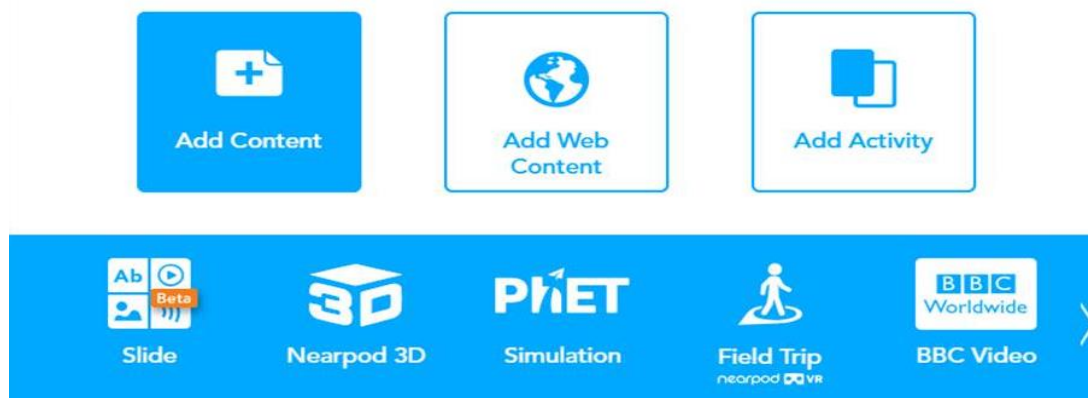 Add Content
Add Web
Content
Add Activity
Ab
Beta
3D
PhET
BBC
Worldwide
Slide
Nearpod 3D
Simulation
Field Trip
BBC Video
nearpod VR